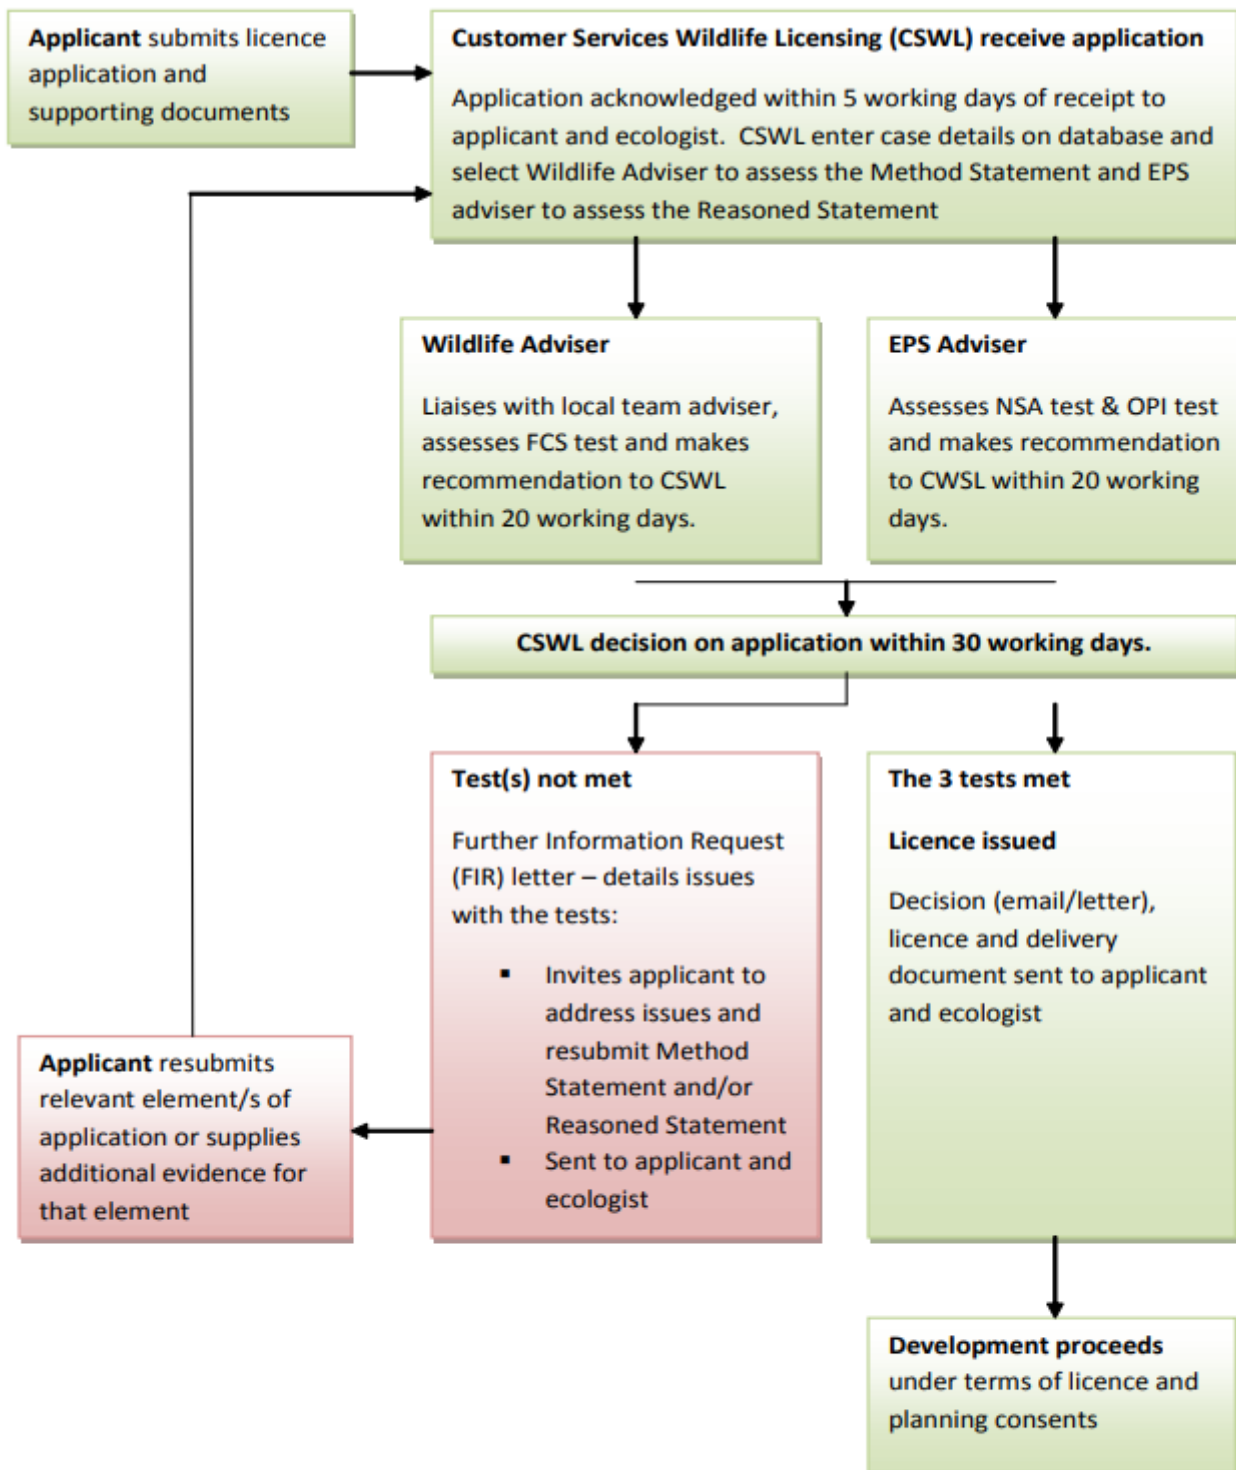 Applicant submits licence
application and
supporting documents
Customer Services Wildlife Licensing (CSWL) receive application
Application acknowledged within 5 working days of receipt to
applicant and ecologist.  CSWL enter case details on database and
select Wildlife Adviser to assess the Method Statement and EPS
adviser to assess the Reasoned Statement
Wildlife Adviser
Liaises with local team adviser,
assesses FCS test and makes
recommendation to CSWL
within 20 working days.
EPS Adviser
Assesses NSA test & OPI test
and makes recommendation
to CWSL within 20 working
days.
CSWL decision on application within 30 working days.
Test(s) not met
Further Information Request
(FIR) letter – details issues
with the tests:
▪ Invites applicant to
address issues and
resubmit Method
Statement and/or
Reasoned Statement
▪ Sent to applicant and
ecologist
The 3 tests met
Licence issued
Decision (email/letter),
licence and delivery
document sent to applicant
and ecologist
Applicant resubmits
relevant element/s of
application or supplies
additional evidence for
that element
Development proceeds
under terms of licence and
planning consents